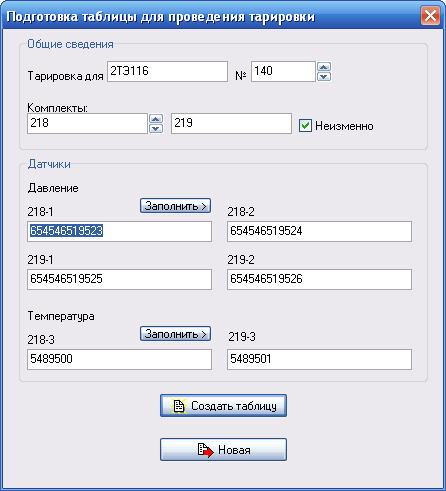 Подготовка таблицы для проведения тарировки
Общие сведения
Тарировка для 2ТЭ116 № 140
Комплекты:
218 219 Неизменно
Датчики
Давление
Заполнить >
218-1 218-2
654546519523 654546519524
219-1 219-2
654546519525 654546519526
Температура
Заполнить >
218-3 219-3
5489500 5489501
Создать таблицу
Новая